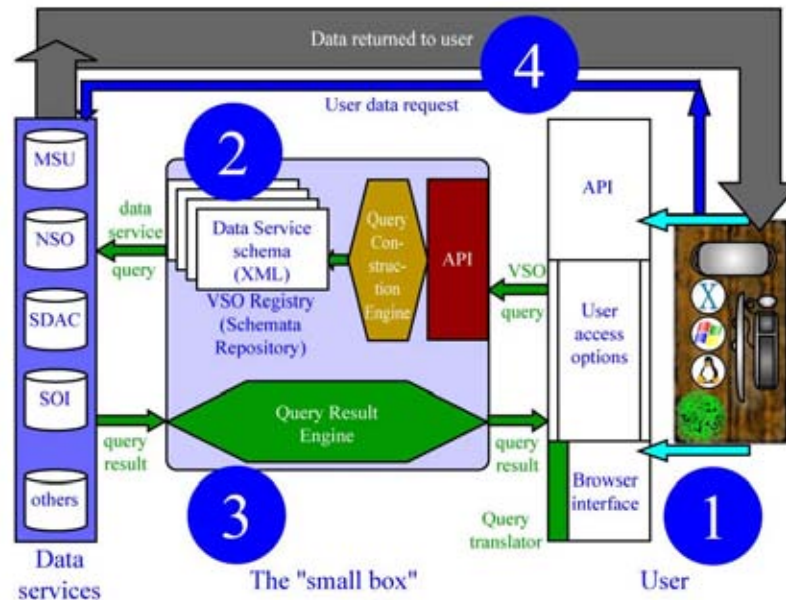 Data returned to user
4
User data request
2
MSU
NSO
SDAC
SOI
others
data
service
query
Data Service
schema
(XML)
VSO Registry
(Schemata
Repository)
Query
Con-
struc-
tion
Engine
API
VSO
query
API
User
access
options
X
query
result
Query Result
Engine
query
result
3
Browser
interface
Query
translator
1
Data
services
The "small box"
User